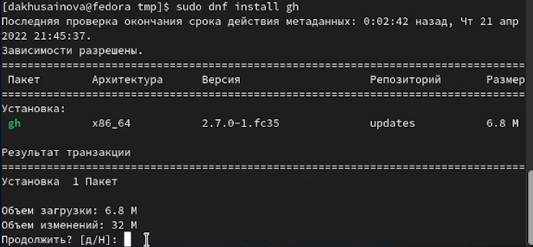 [dakhusainova@fedora tmp]$ sudo dnf install gh
Последняя проверка окончания срока действия метаданных: 0:02:42 назад, Чт 21 апр
2022 21:45:37.
Зависимости разрешены.
================================================================================
Пакет Архитектура Версия Репозиторий Размер
================================================================================
Установка:
gh x86_64 2.7.0-1.fc35 updates 6.8 M
Результат транзакции
================================================================================
Установка 1 Пакет
Объем загрузки: 6.8 M
Объем изменений: 32 M
Продолжить? [д/Н]: